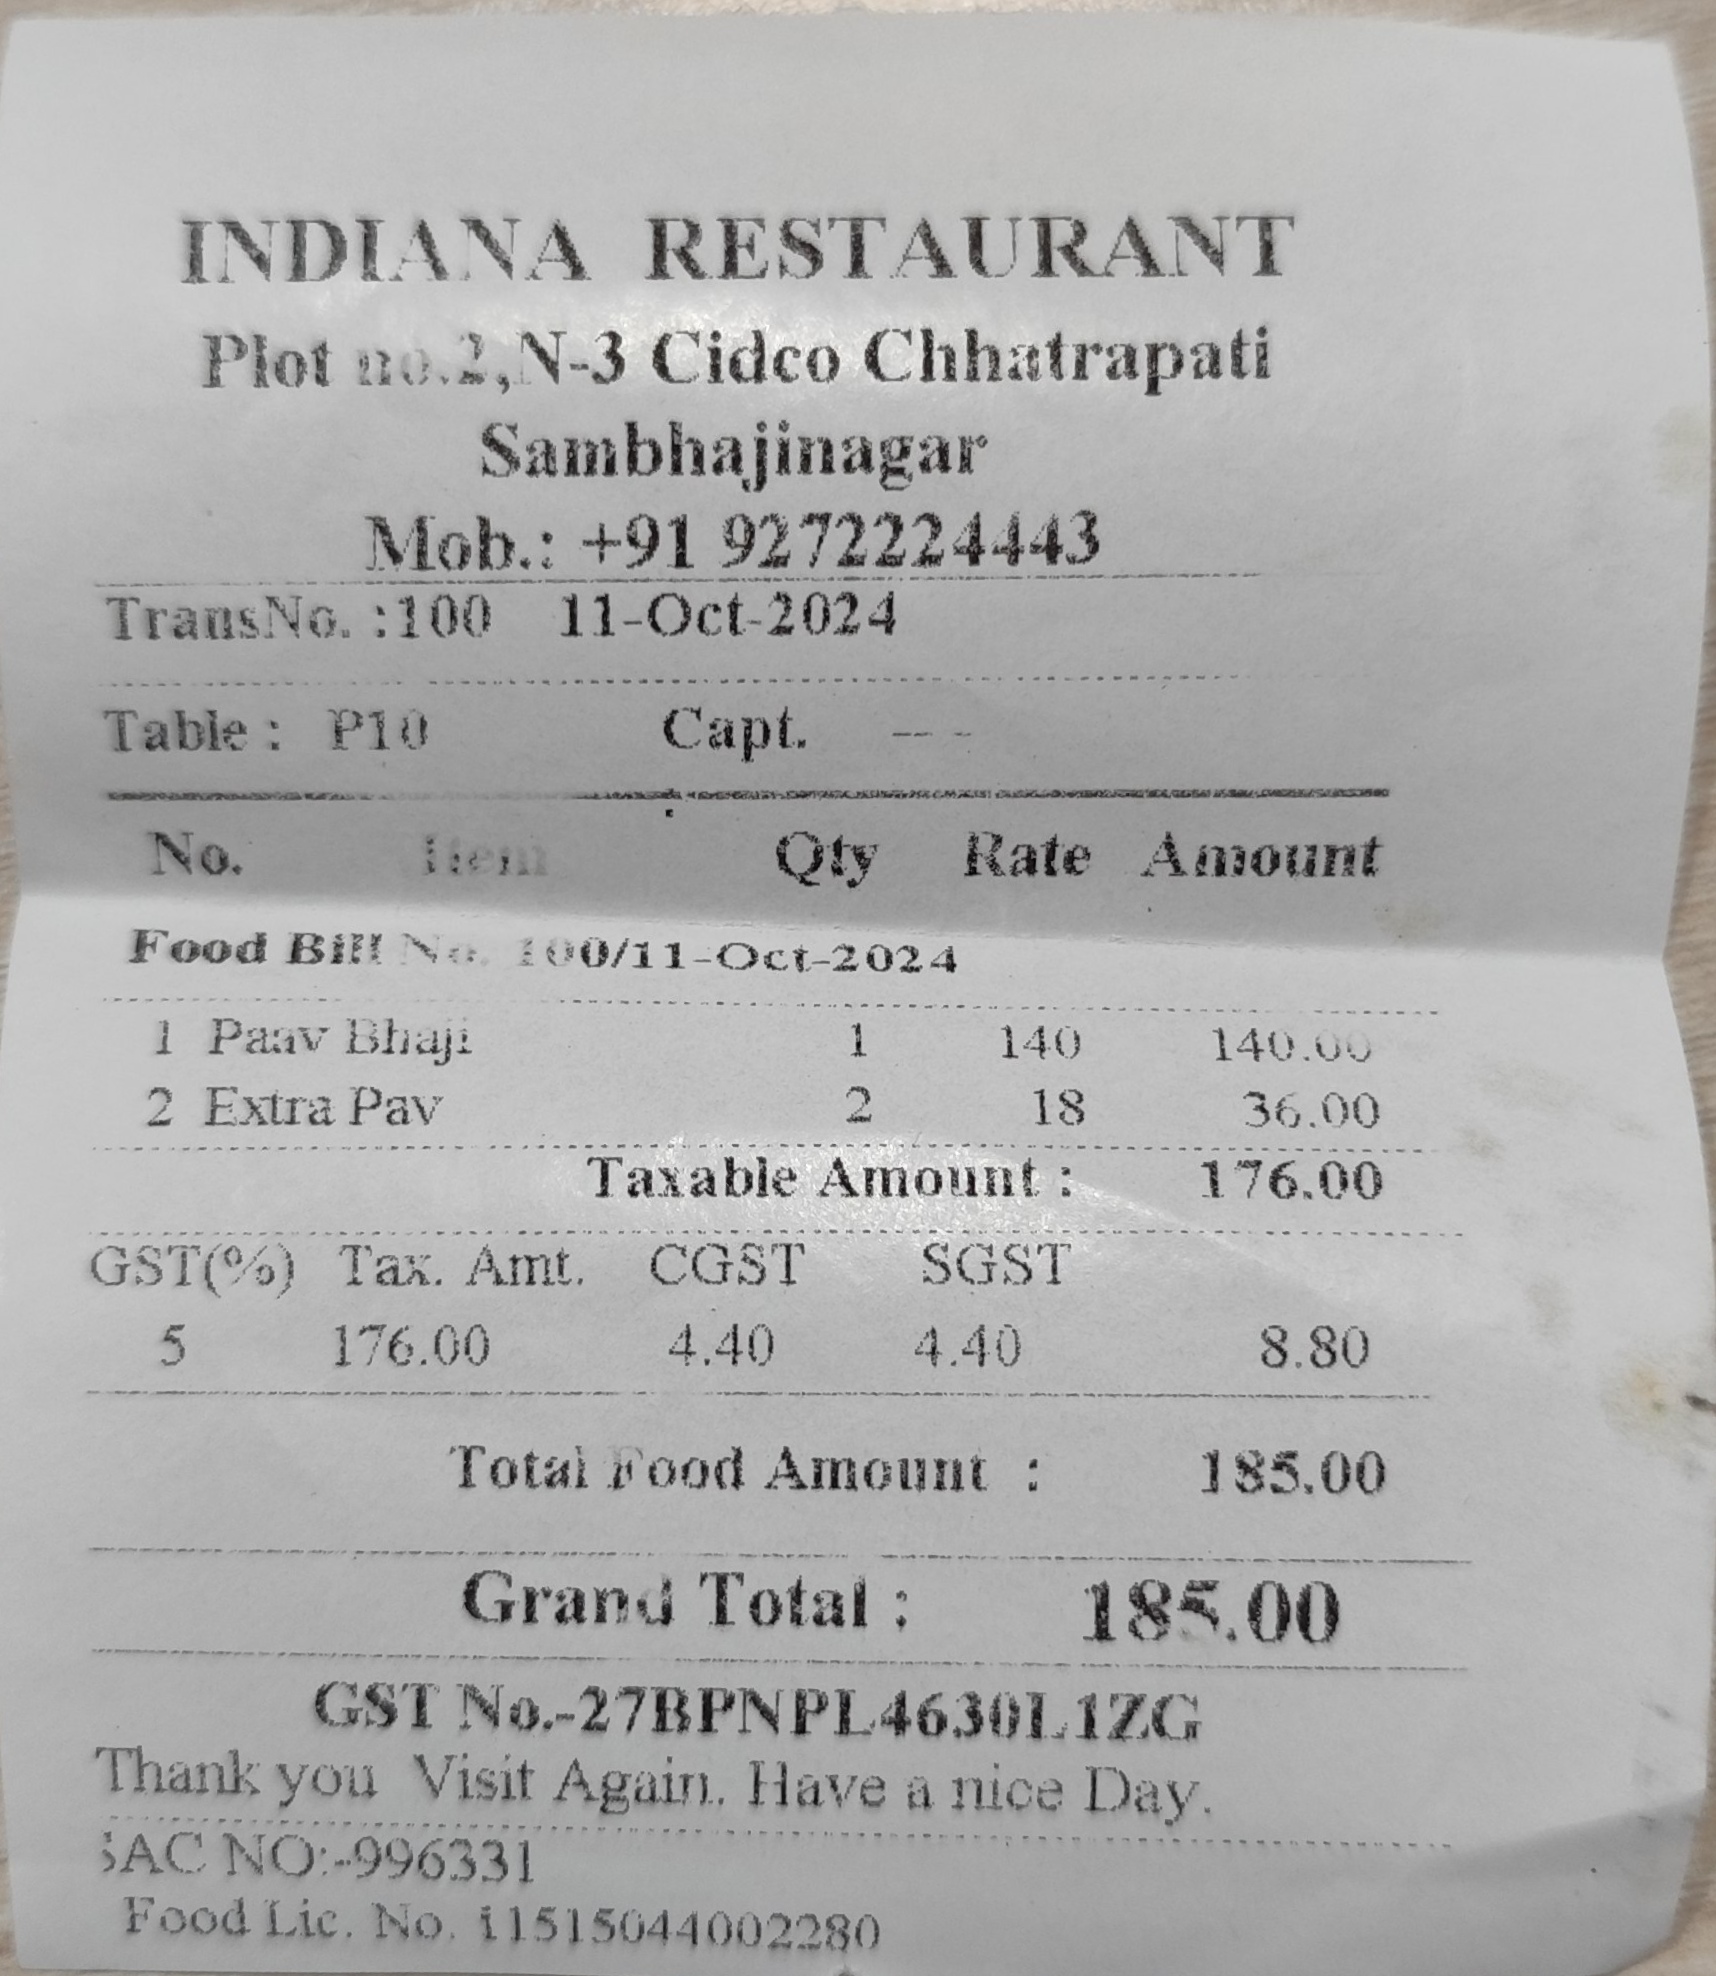 INDIANA RESTAURANT
Plot no.2,N-3 Cidco Chhatrapati
Sambhajinagar
Mob.: +91 9272224443
TransNo. :100 11-Oct-2024
Table : P10 Capt. -- -
No. Item Qty Rate Amount
Food Bill No. 100/11-Oct-2024
1 Paav Bhaji 1 140 140.00
2 Extra Pav 2 18 36.00
Taxable Amount : 176.00
GST(%) Tax. Amt. CGST SGST
5 176.00 4.40 4.40 8.80
Total Food Amount : 185.00
Grand Total : 185.00
GST No.-27BPNPL4630L1ZG
Thank you Visit Again. Have a nice Day.
SAC NO:-996331
Food Lic. No. 11515044002280